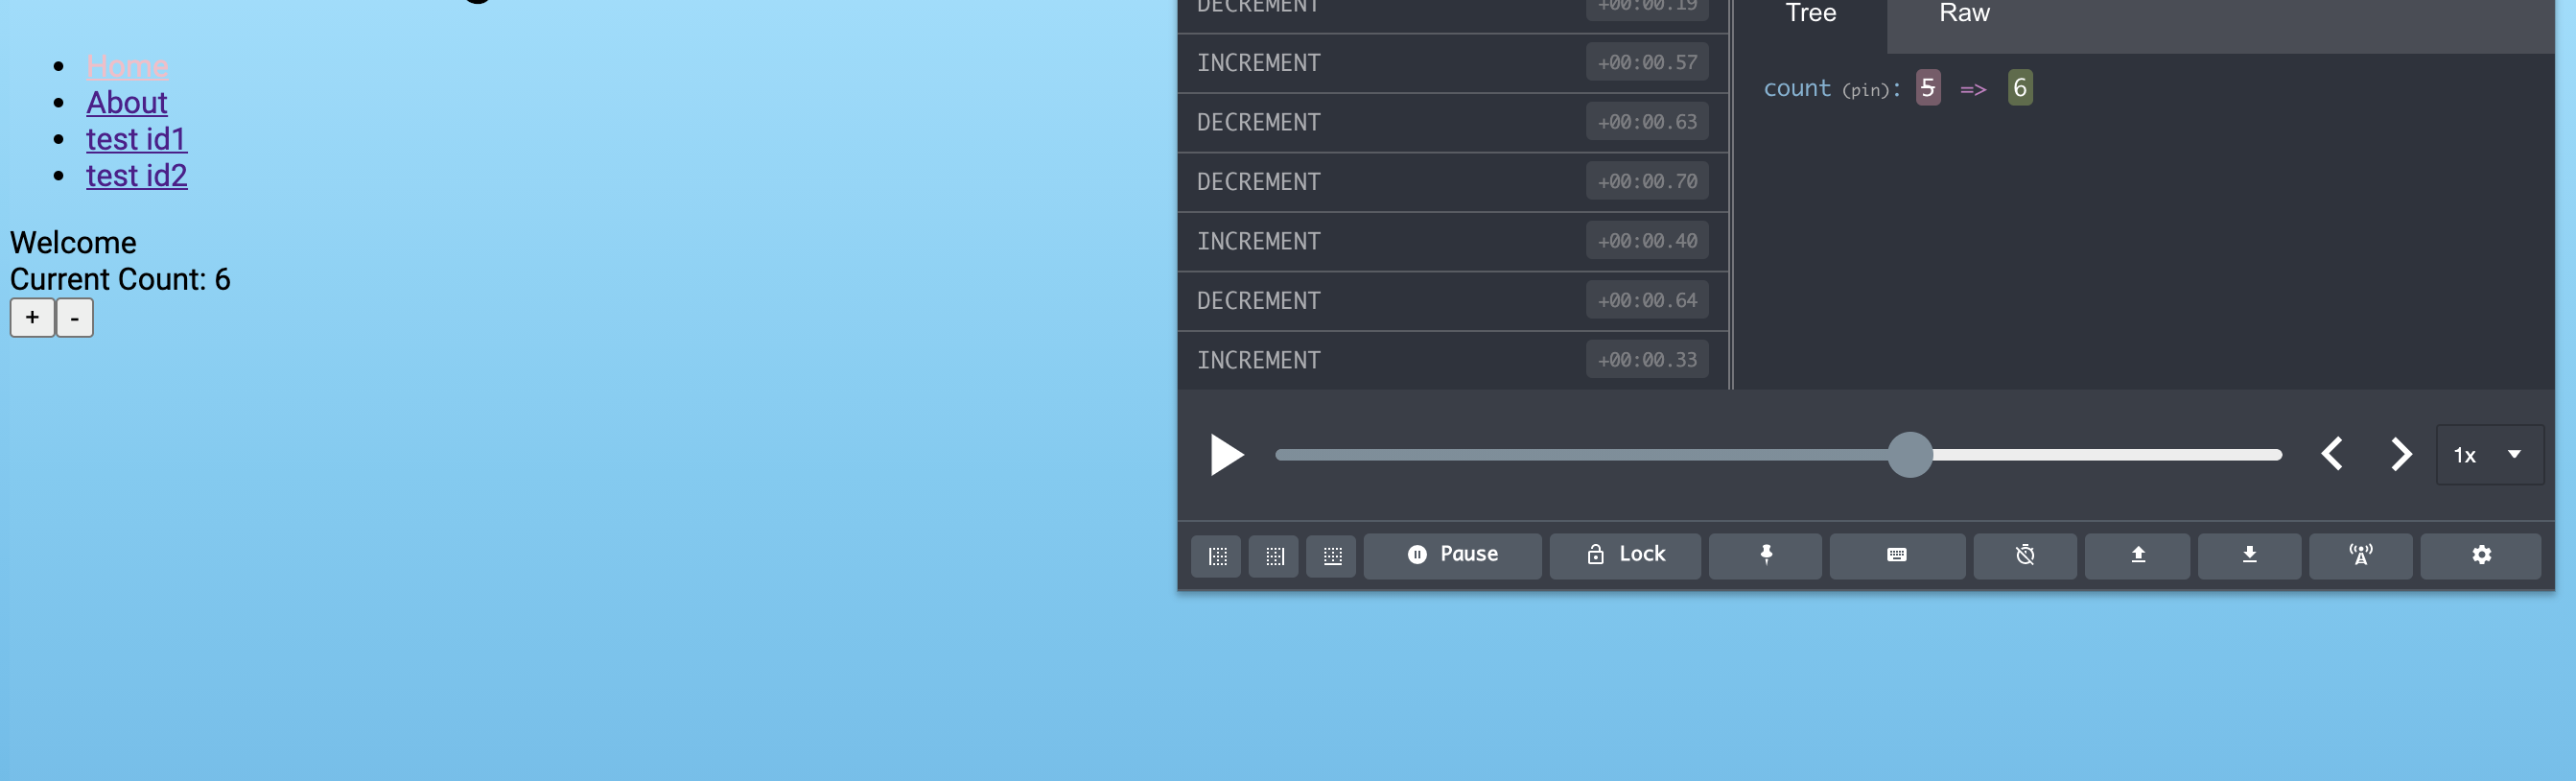 Home
About
test id1
test id2
Welcome
Current Count: 6
+ -
DECREMENT +00:00.19
INCREMENT +00:00.57
DECREMENT +00:00.63
DECREMENT +00:00.70
INCREMENT +00:00.40
DECREMENT +00:00.64
INCREMENT +00:00.33
Tree Raw
count (pin): 5 => 6
1x
Pause Lock